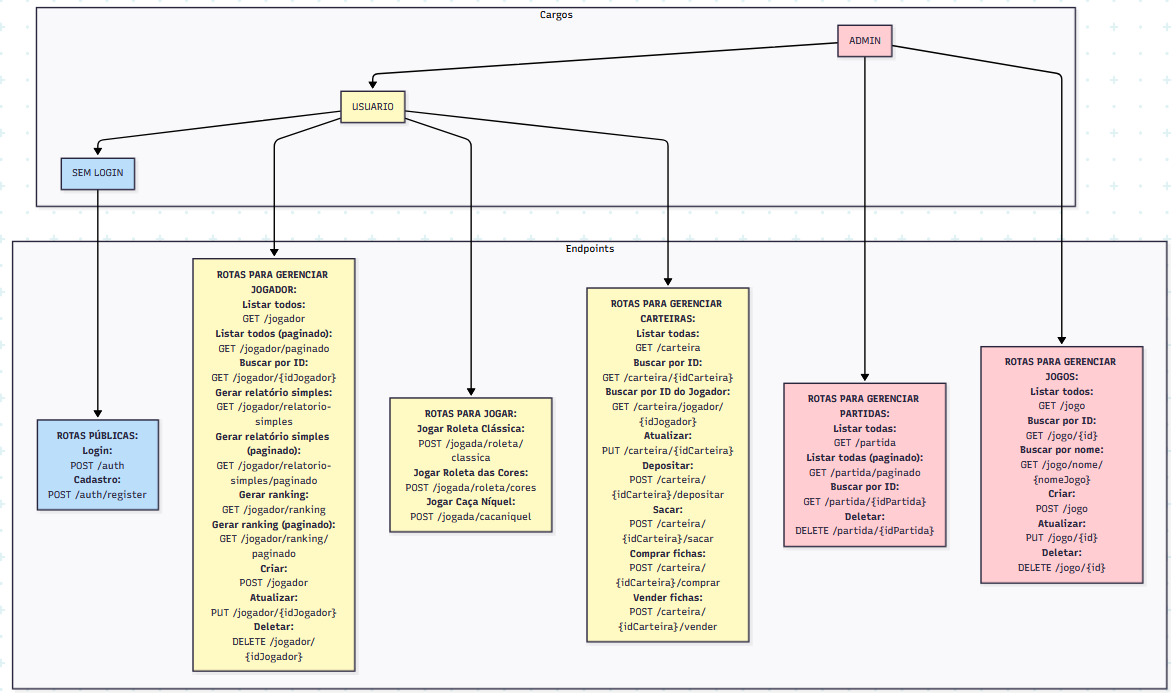 Cargos
ADMIN
USUARIO
SEM LOGIN
Endpoints
ROTAS PÚBLICAS:
Login:
POST /auth
Cadastro:
POST /auth/register
ROTAS PARA GERENCIAR
JOGADOR:
Listar todos:
GET /jogador
Listar todos (paginado):
GET /jogador/paginado
Buscar por ID:
GET /jogador/{idJogador}
Gerar relatório simples:
GET /jogador/relatorio-
simples
Gerar relatório simples
(paginado):
GET /jogador/relatorio-
simples/paginado
Gerar ranking:
GET /jogador/ranking
Gerar ranking (paginado):
GET /jogador/ranking/
paginado
Criar:
POST /jogador
Atualizar:
PUT /jogador/{idJogador}
Deletar:
DELETE /jogador/
{idJogador}
ROTAS PARA JOGAR:
Jogar Roleta Clássica:
POST /jogada/roleta/
classica
Jogar Roleta das Cores:
POST /jogada/roleta/cores
Jogar Caça Níquel:
POST /jogada/cacaniquel
ROTAS PARA GERENCIAR
CARTEIRAS:
Listar todas:
GET /carteira
Buscar por ID:
GET /carteira/{idCarteira}
Buscar por ID do Jogador:
GET /carteira/jogador/
{idJogador}
Atualizar:
PUT /carteira/{idCarteira}
Depositar:
POST /carteira/
{idCarteira}/depositar
Sacar:
POST /carteira/
{idCarteira}/sacar
Comprar fichas:
POST /carteira/
{idCarteira}/comprar
Vender fichas:
POST /carteira/
{idCarteira}/vender
ROTAS PARA GERENCIAR
PARTIDAS:
Listar todas:
GET /partida
Listar todas (paginado):
GET /partida/paginado
Buscar por ID:
GET /partida/{idPartida}
Deletar:
DELETE /partida/{idPartida}
ROTAS PARA GERENCIAR
JOGOS:
Listar todos:
GET /jogo
Buscar por ID:
GET /jogo/{id}
Buscar por nome:
GET /jogo/nome/
{nomeJogo}
Criar:
POST /jogo
Atualizar:
PUT /jogo/{id}
Deletar:
DELETE /jogo/{id}